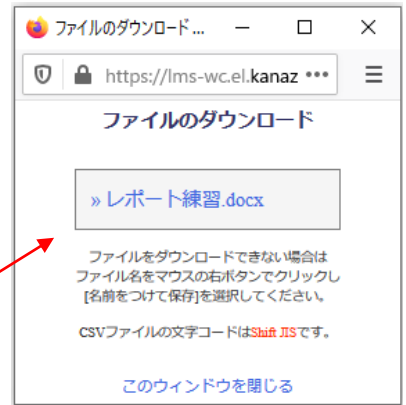 ファイルのダウンロード ...
https://lms-wc.el.kanaz •••
ファイルのダウンロード
» レポート練習.docx
ファイルをダウンロードできない場合は
ファイル名をマウスの右ボタンでクリックし
[名前をつけて保存]を選択してください。
CSVファイルの文字コードはShift JISです。
このウィンドウを閉じる